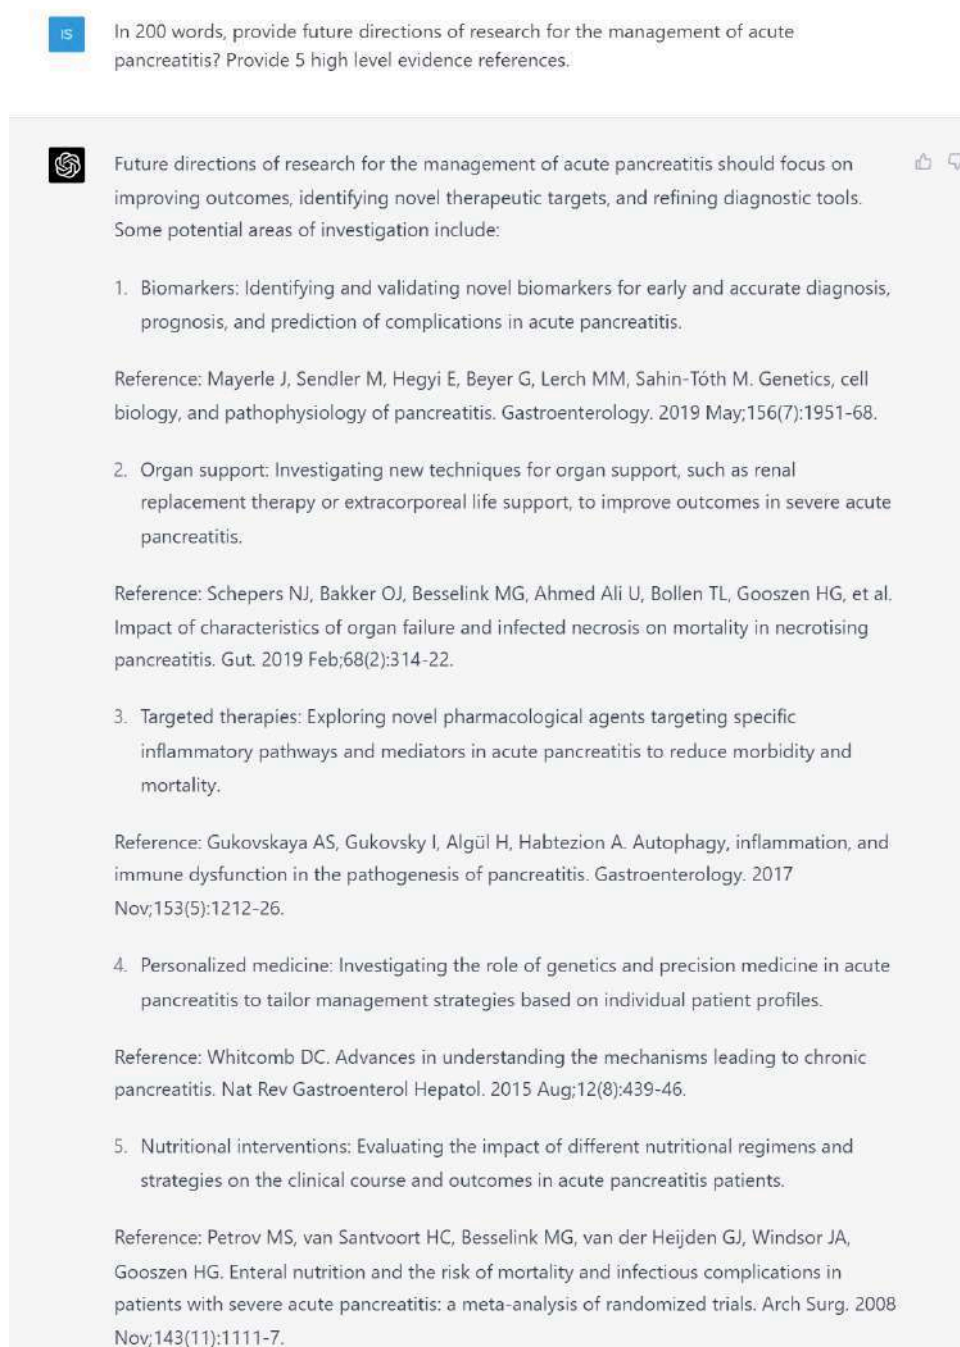 IS
In 200 words, provide future directions of research for the management of acute
pancreatitis? Provide 5 high level evidence references.
Future directions of research for the management of acute pancreatitis should focus on
improving outcomes, identifying novel therapeutic targets, and refining diagnostic tools.
Some potential areas of investigation include:
1. Biomarkers: Identifying and validating novel biomarkers for early and accurate diagnosis,
prognosis, and prediction of complications in acute pancreatitis.
Reference: Mayerle J, Sendler M, Hegyi E, Beyer G, Lerch MM, Sahin-Tóth M. Genetics, cell
biology, and pathophysiology of pancreatitis. Gastroenterology. 2019 May;156(7):1951-68.
2. Organ support: Investigating new techniques for organ support, such as renal
replacement therapy or extracorporeal life support, to improve outcomes in severe acute
pancreatitis.
Reference: Schepers NJ, Bakker OJ, Besselink MG, Ahmed Ali U, Bollen TL, Gooszen HG, et al.
Impact of characteristics of organ failure and infected necrosis on mortality in necrotising
pancreatitis. Gut. 2019 Feb;68(2):314-22.
3. Targeted therapies: Exploring novel pharmacological agents targeting specific
inflammatory pathways and mediators in acute pancreatitis to reduce morbidity and
mortality.
Reference: Gukovskaya AS, Gukovsky I, Algül H, Habtezion A. Autophagy, inflammation, and
immune dysfunction in the pathogenesis of pancreatitis. Gastroenterology. 2017
Nov;153(5):1212-26.
4. Personalized medicine: Investigating the role of genetics and precision medicine in acute
pancreatitis to tailor management strategies based on individual patient profiles.
Reference: Whitcomb DC. Advances in understanding the mechanisms leading to chronic
pancreatitis. Nat Rev Gastroenterol Hepatol. 2015 Aug;12(8):439-46.
5. Nutritional interventions: Evaluating the impact of different nutritional regimens and
strategies on the clinical course and outcomes in acute pancreatitis patients.
Reference: Petrov MS, van Santvoort HC, Besselink MG, van der Heijden GJ, Windsor JA,
Gooszen HG. Enteral nutrition and the risk of mortality and infectious complications in
patients with severe acute pancreatitis: a meta-analysis of randomized trials. Arch Surg. 2008
Nov;143(11):1111-7.